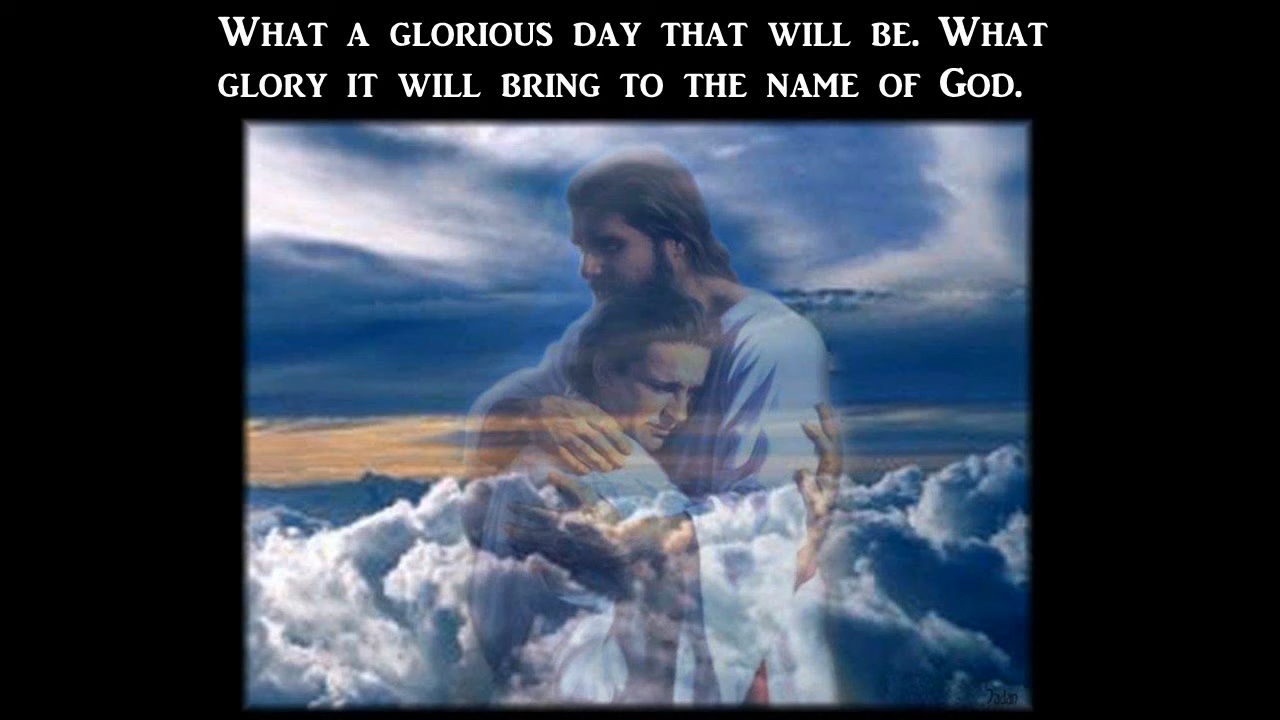 What a glorious day that will be. What
glory it will bring to the name of God.